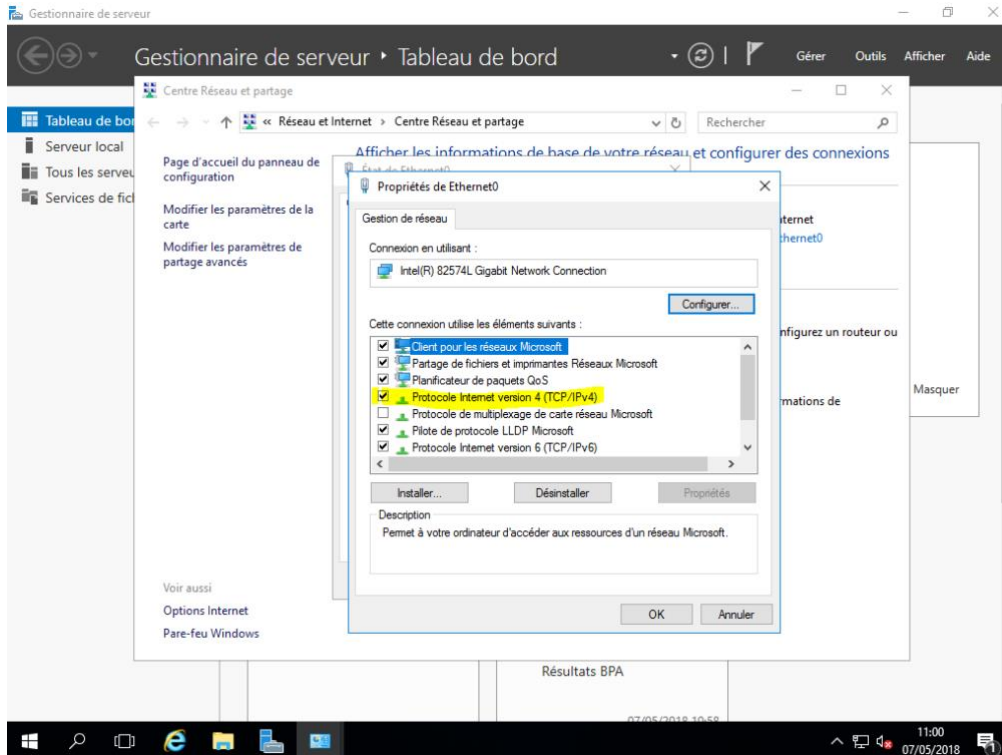 Gestionnaire de serveur
Gestionnaire de serveur • Tableau de bord
Gérer Outils Afficher Aide
Centre Réseau et partage
Tableau de bor
Serveur local
Tous les serveu
Services de fic
« Réseau et Internet > Centre Réseau et partage
Rechercher
Page d'accueil du panneau de
configuration
Modifier les paramètres de la
carte
Modifier les paramètres de
partage avancés
Voir aussi
Options Internet
Pare-feu Windows
Afficher les informations de base de votre réseau et configurer des connexions
État de Ethernet0
nternet
thernet0
nfigurez un routeur ou
rmations de
Masquer
Propriétés de Ethernet0
Gestion de réseau
Connexion en utilisant :
Intel(R) 82574L Gigabit Network Connection
Configurer...
Cette connexion utilise les éléments suivants :
Client pour les réseaux Microsoft
Partage de fichiers et imprimantes Réseaux Microsoft
Planificateur de paquets QoS
Protocole Internet version 4 (TCP/IPv4)
Protocole de multiplexage de carte réseau Microsoft
Pilote de protocole LLDP Microsoft
Protocole Internet version 6 (TCP/IPv6)
Installer... Désinstaller Propriétés
Description
Permet à votre ordinateur d'accéder aux ressources d'un réseau Microsoft.
OK Annuler
Résultats BPA
07/05/2018 10:58
11:00
07/05/2018